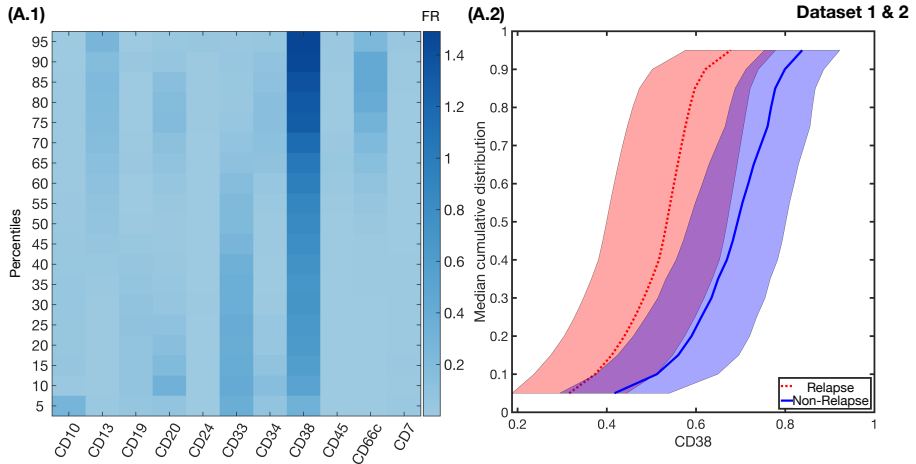 (A.1)
FR
(A.2)
Dataset 1 & 2
Percentiles
95
90
85
80
75
70
65
60
55
50
45
40
35
30
25
20
15
10
5
CD10
CD13
CD19
CD20
CD24
CD33
CD34
CD38
CD45
CD66c
CD7
1.4
1.2
1
0.8
0.6
0.4
0.2
Median cumulative distribution
1
0.9
0.8
0.7
0.6
0.5
0.4
0.3
0.2
0.1
0
0.2
0.4
0.6
0.8
1
CD38
Relapse
Non-Relapse